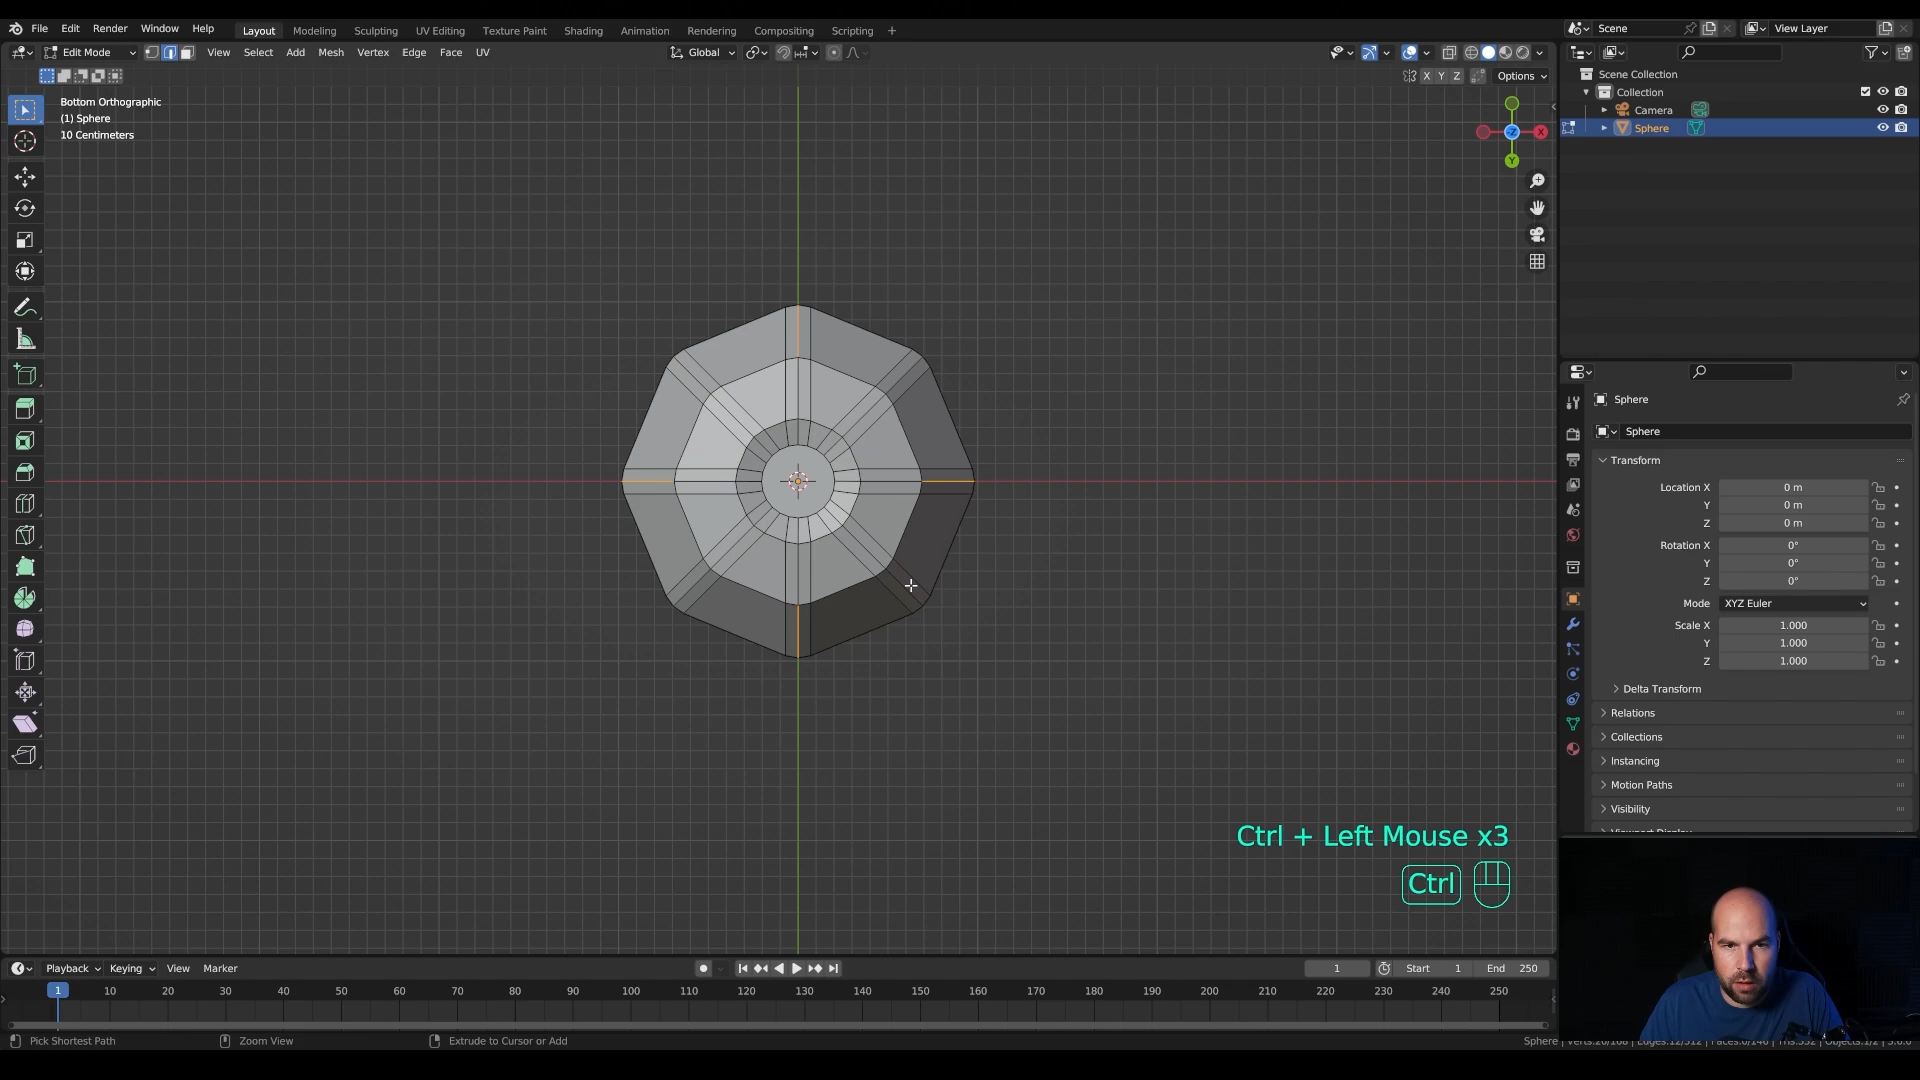 File Edit Render Window Help Layout Modeling Sculpting UV Editing Texture Paint Shading Animation Rendering Compositing Scripting + Scene View Layer
Edit Mode View Select Add Mesh Vertex Edge Face UV Global
X Y Z Options
Bottom Orthographic
(1) Sphere
10 Centimeters
X
Y
-Z
Scene Collection
Collection
Camera
Sphere
Sphere
Sphere
Transform
Location X 0 m
Y 0 m
Z 0 m
Rotation X 0°
Y 0°
Z 0°
Mode XYZ Euler
Scale X 1.000
Y 1.000
Z 1.000
Delta Transform
Relations
Collections
Instancing
Motion Paths
Visibility
Viewport Display
Ctrl + Left Mouse x3
Ctrl
Playback Keying View Marker 1 Start 1 End 250
1 10 20 30 40 50 60 70 80 90 100 110 120 130 140 150 160 170 180 190 200 210 220 230 240 250
Pick Shortest Path Zoom View Extrude to Cursor or Add Sphere